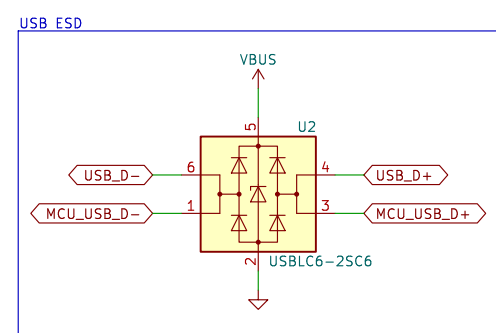 USB ESD
VBUS
U2
5
6
4
USB_D-
USB_D+
1
3
MCU_USB_D-
MCU_USB_D+
2
USBLC6-2SC6